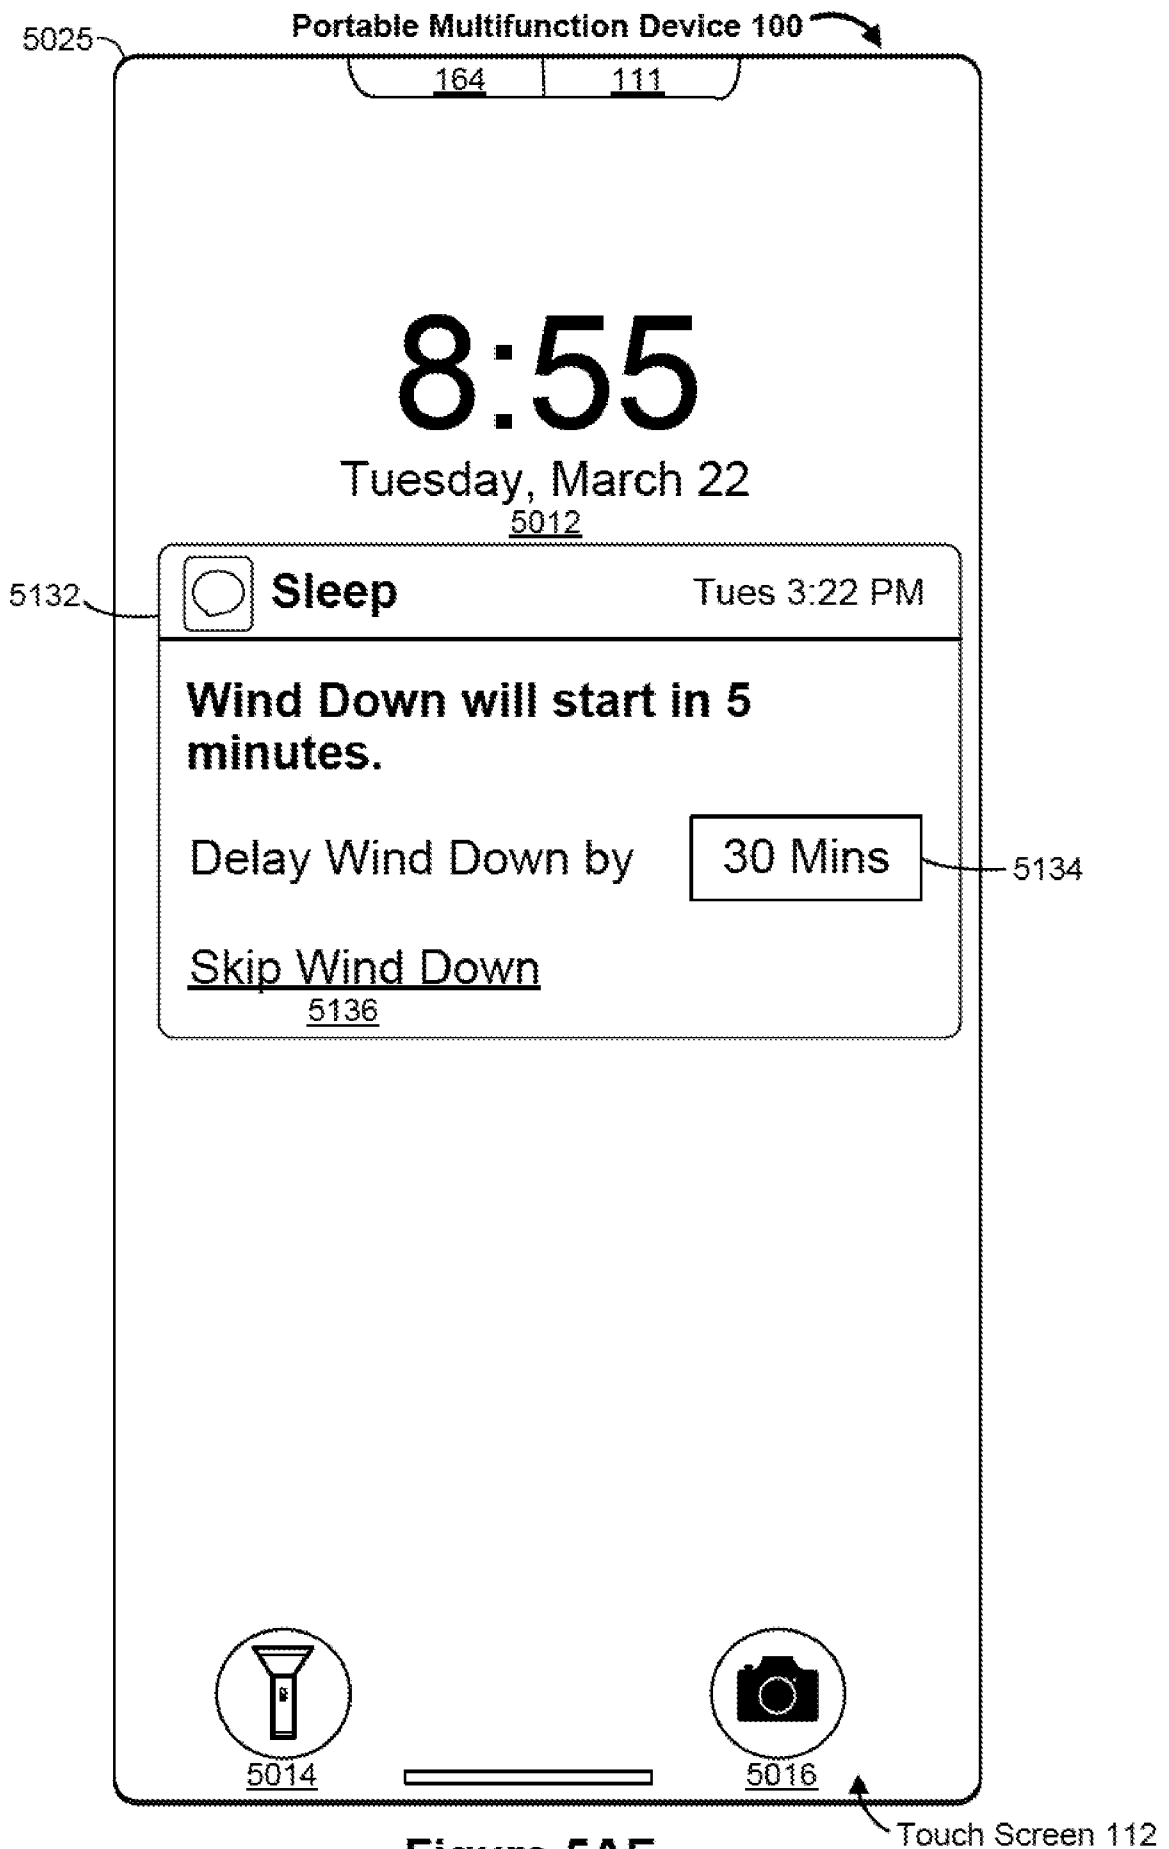 Portable Multifunction Device 100
5025
164 111
8:55
Tuesday, March 22
5012
5132
Sleep Tues 3:22 PM
Wind Down will start in 5
minutes.
Delay Wind Down by 30 Mins
5134
Skip Wind Down
5136
5014 5016
Touch Screen 112